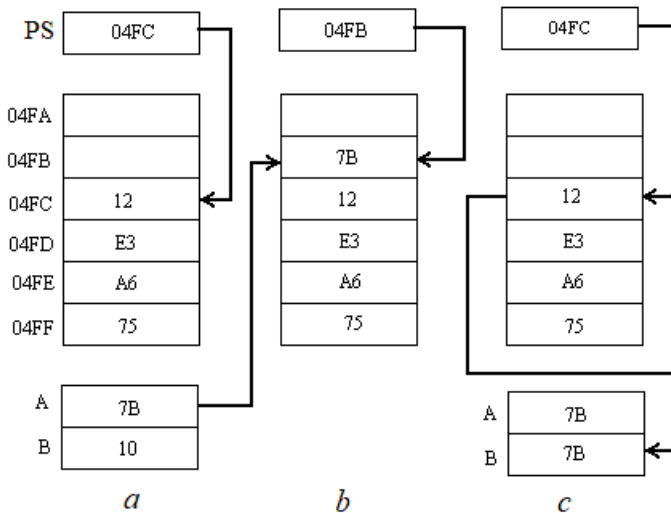 PS 04FC 04FB 04FC
04FA
04FB 7B
04FC 12 12 12
04FD E3 E3 E3
04FE A6 A6 A6
04FF 75 75 75
A 7B A 7B
B 10 B 7B
a b c